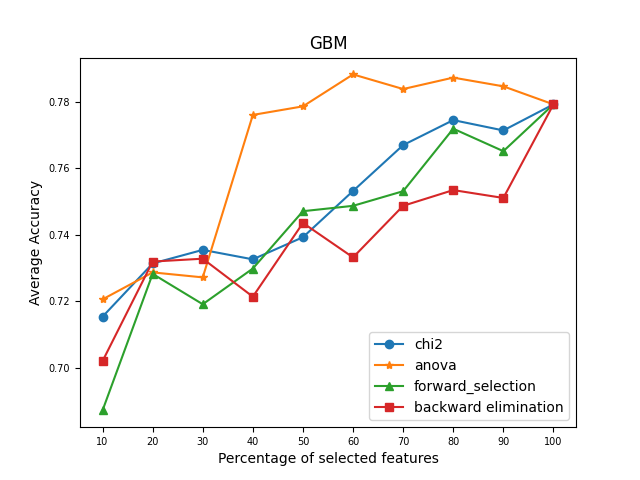 GBM
Average Accuracy
0.78
0.76
0.74
0.72
0.70
chi2
anova
forward_selection
backward elimination
10 20 30 40 50 60 70 80 90 100
Percentage of selected features